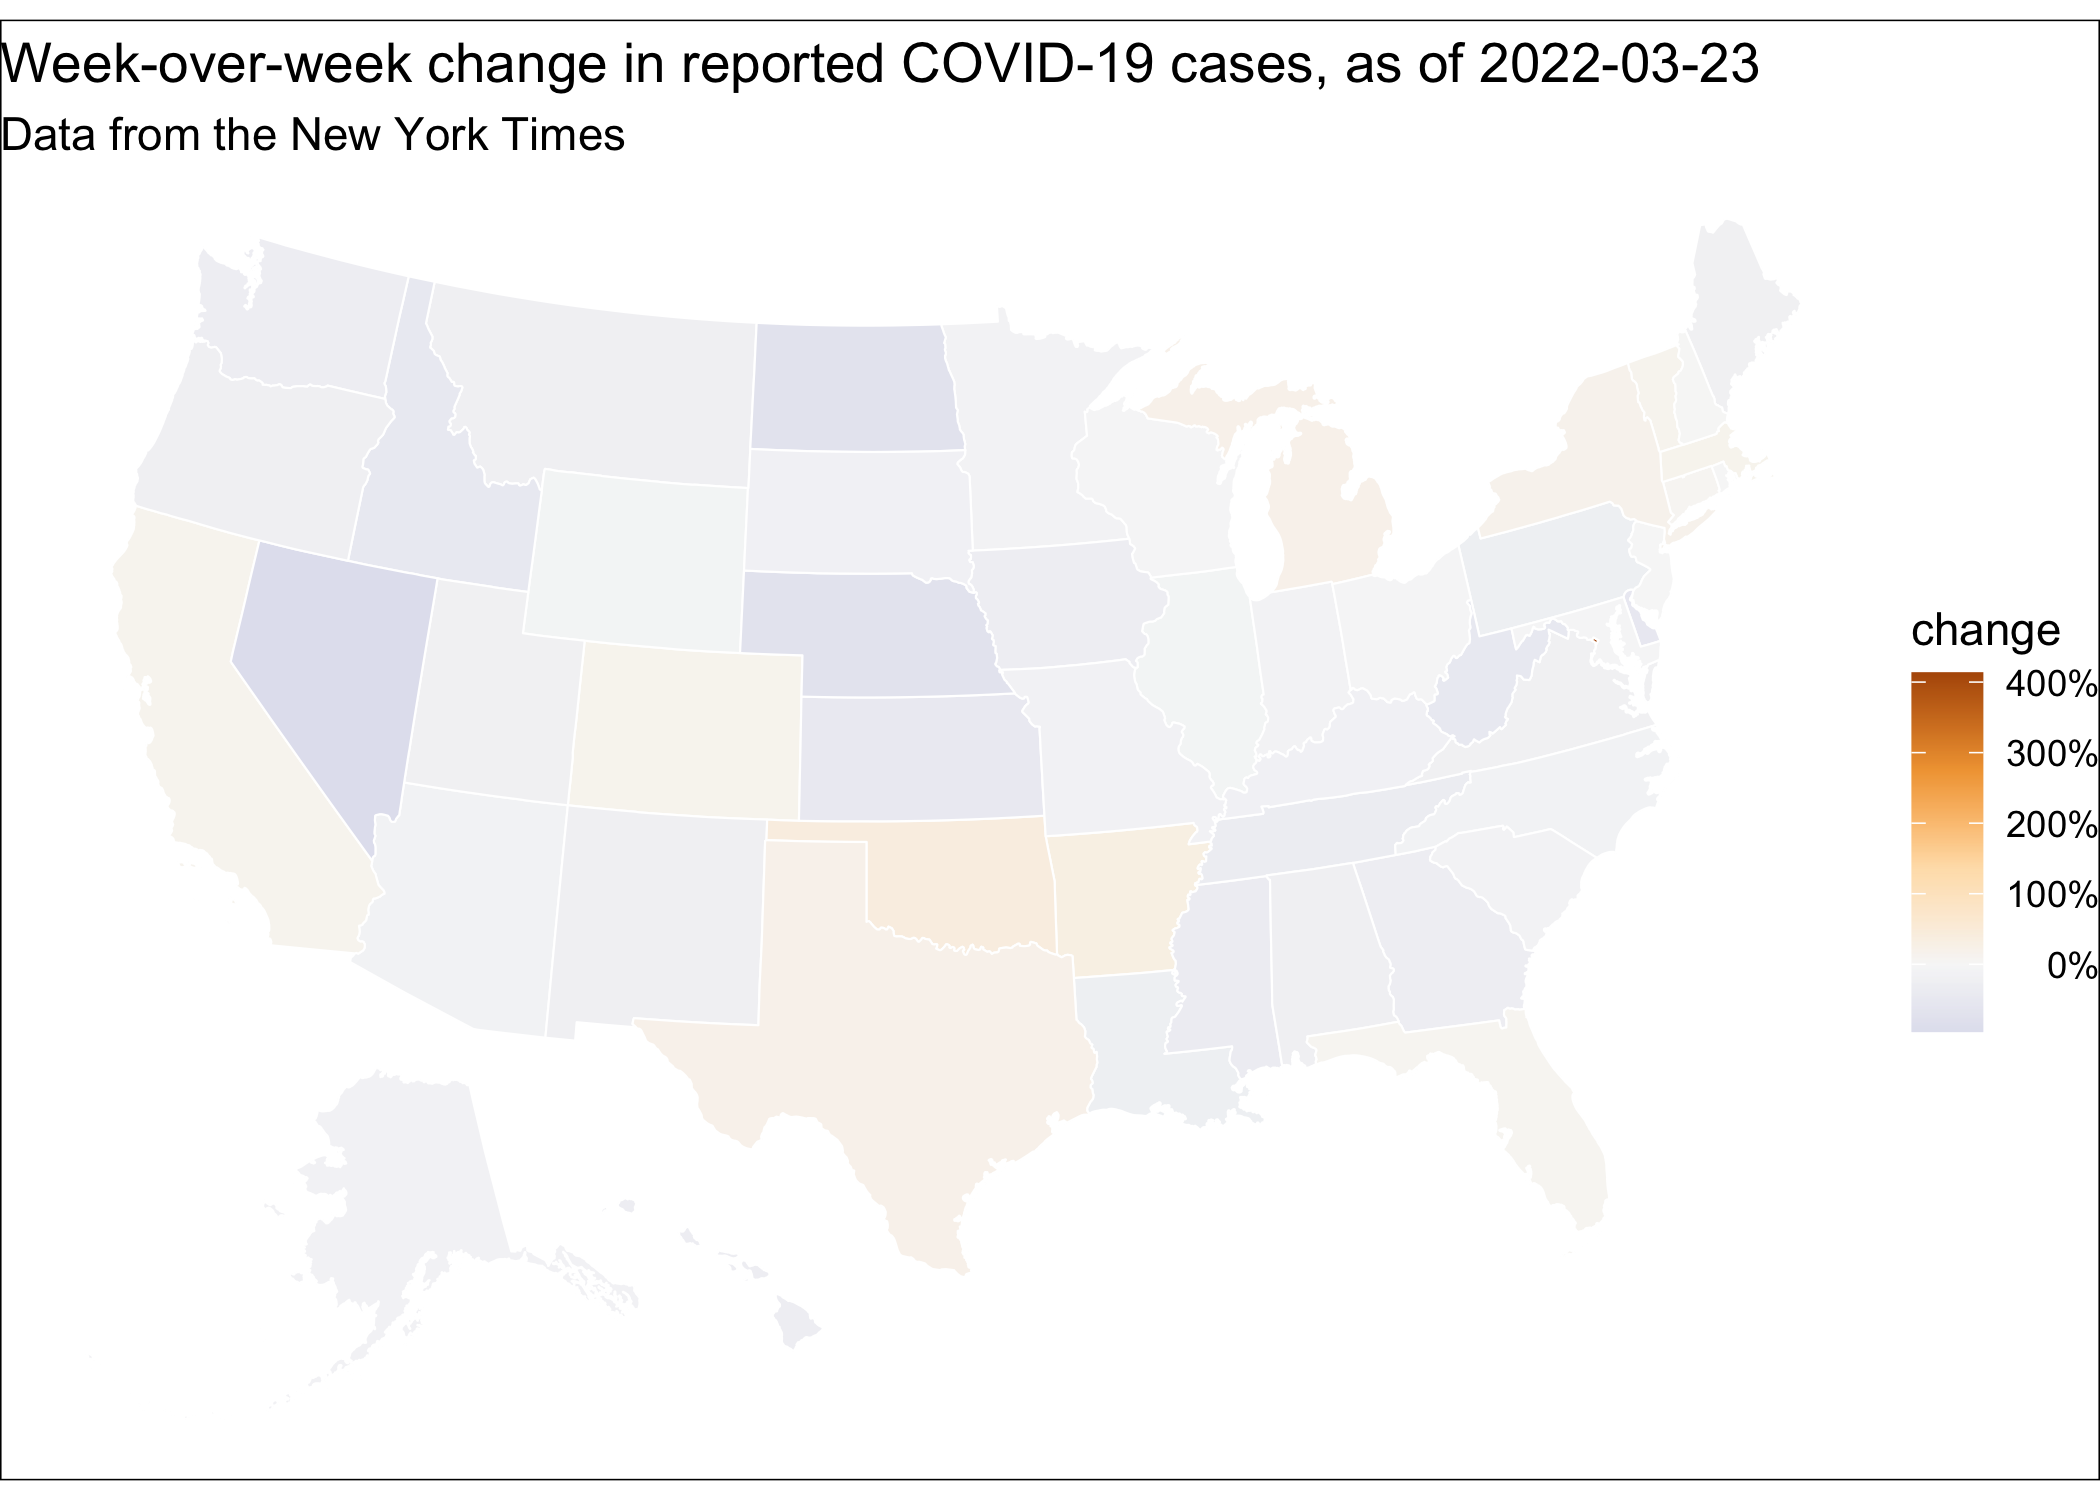 Week-over-week change in reported COVID-19 cases, as of 2022-03-23
Data from the New York Times
change
400%
300%
200%
100%
0%